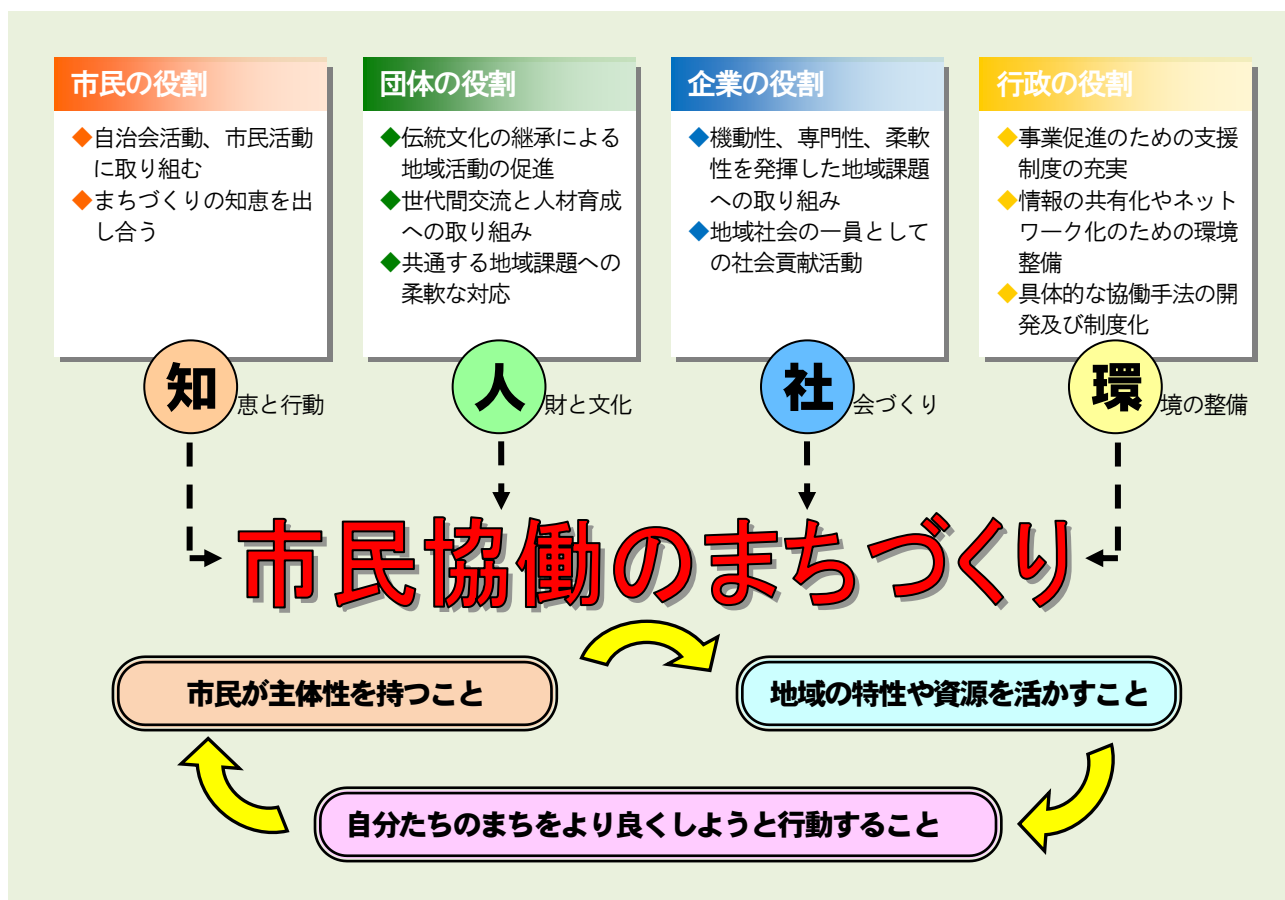 市民の役割
◆自治会活動、市民活動
に取り組む
◆まちづくりの知恵を出
し合う
知恵と行動
団体の役割
◆伝統文化の継承による
地域活動の促進
◆世代間交流と人材育成
への取り組み
◆共通する地域課題への
柔軟な対応
人財と文化
企業の役割
◆機動性、専門性、柔軟
性を発揮した地域課題
への取り組み
◆地域社会の一員として
の社会貢献活動
社会づくり
行政の役割
◆事業促進のための支援
制度の充実
◆情報の共有化やネット
ワーク化のための環境
整備
◆具体的な協働手法の開
発及び制度化
環境の整備
市民協働のまちづくり
市民が主体性を持つこと
地域の特性や資源を活かすこと
自分たちのまちをより良くしようと行動すること